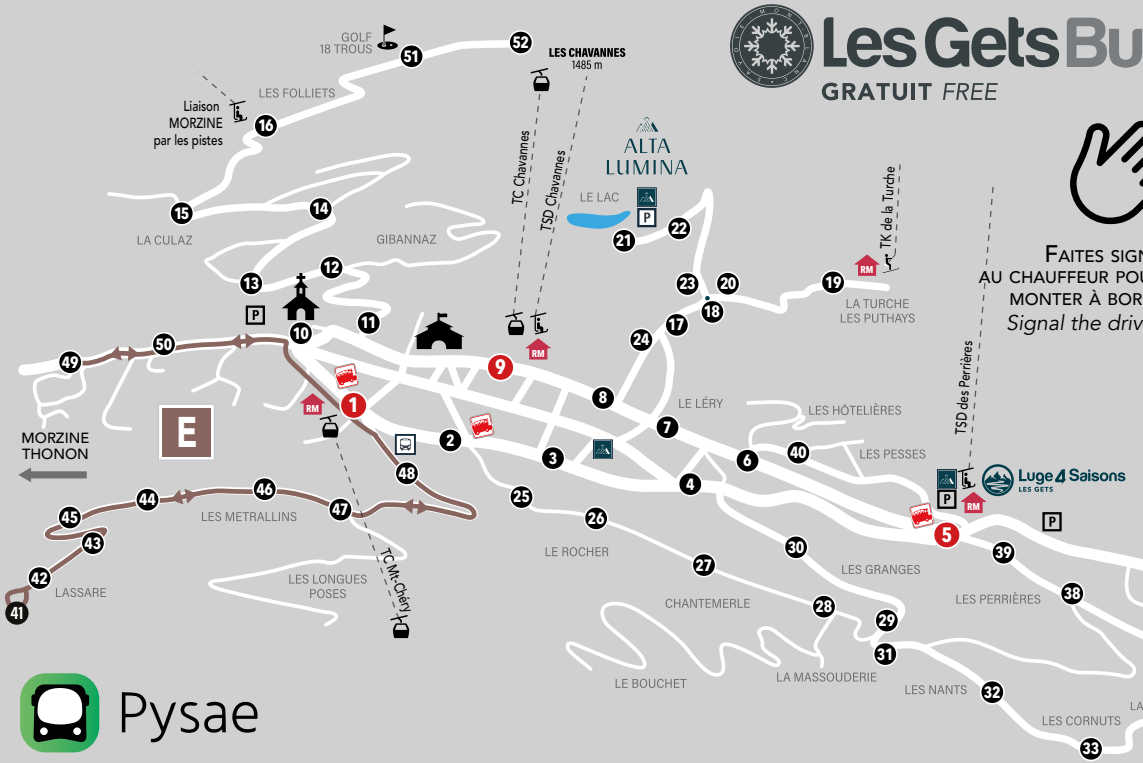 Les Gets Bu
GRATUIT FREE
GOLF
18 TROUS
51
52
LES CHAVANNES
1485 m
LES FOLLIETS
Liaison
MORZINE
par les pistes
16
TC Chavannes
TSD Chavannes
ALTA
LUMINA
LE LAC
P
21
22
15
14
LA CULAZ
GIBANNAZ
12
13
P
10
11
TK de la Turche
RM
23
20
19
18
17
24
LA TURCHE
LES PUTHAYS
FAITES SIGN
AU CHAUFFEUR POU
MONTER À BOR
Signal the driv
49
50
RM
9
8
RM
1
LE LÉRY
7
TSD des Perrières
LES HÔTELIÈRES
MORZINE
THONON
E
2
3
6
40
LES PESSES
4
48
Luge 4 Saisons
LES GETS
P
RM
P
5
45
44
46
47
LES METRALLINS
43
42
41
LASSARE
25
26
LE ROCHER
27
30
LES GRANGES
39
38
LES PERRIÈRES
LES LONGUES
POSES
TC Mt-Chéry
CHANTEMERLE
28
29
31
LE BOUCHET
LA MASSOUDERIE
LES NANTS
32
LES CORNUTS
LA
33
Pysae